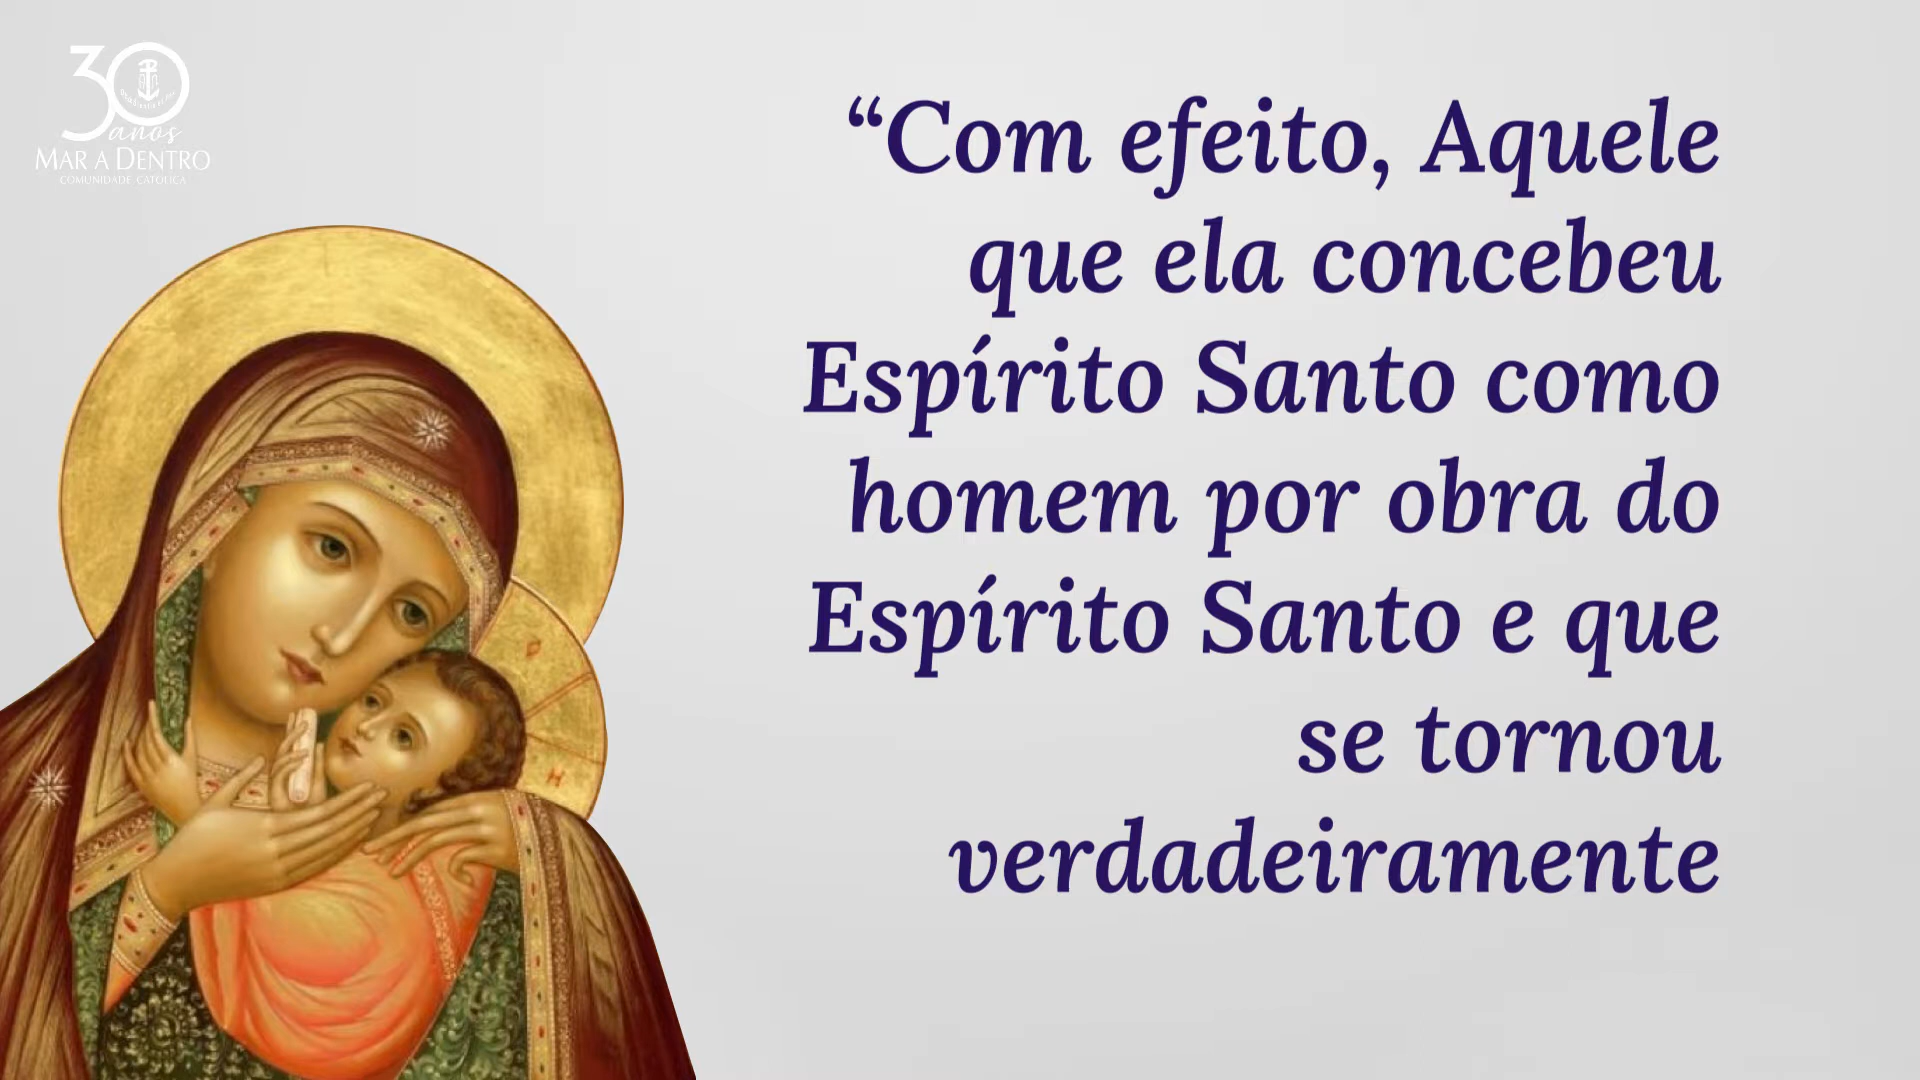 30
anos
MAR A DENTRO
COMUNIDADE CATÓLICA
“Com efeito, Aquele
que ela concebeu
Espírito Santo como
homem por obra do
Espírito Santo e que
se tornou
verdadeiramente